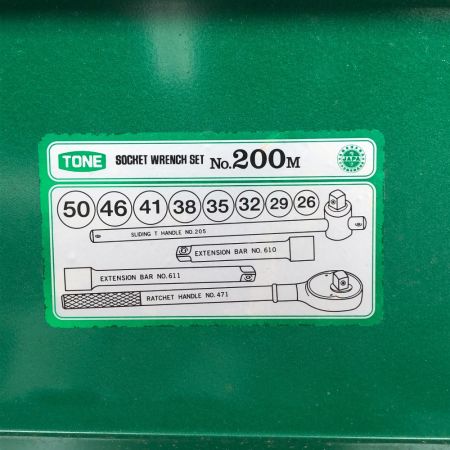 TONE SOCKET WRENCH SET No.200M JAPAN
50 46 41 38 35 32 29 26
SLIDING T HANDLE NO.205
EXTENSION BAR NO.610
EXTENSION BAR NO.611
RATCHET HANDLE NO.471